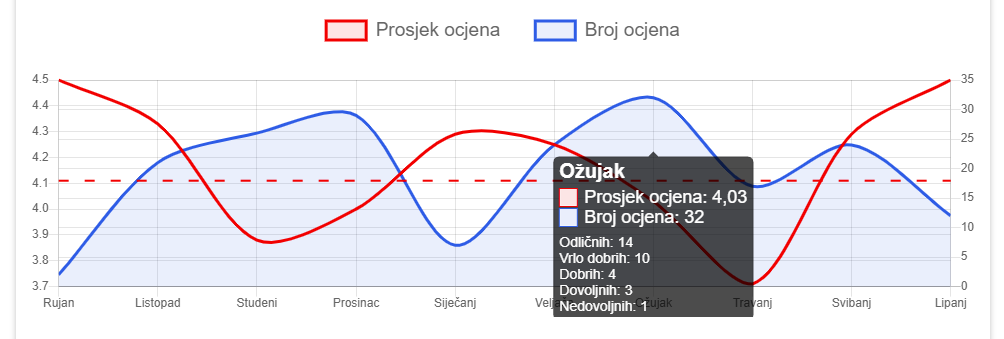 Prosjek ocjena Broj ocjena
4.5 35
4.4 30
4.3 25
4.2 20
4.1 15
4.0 10
3.9 5
3.8 0
3.7
Ožujak
Prosjek ocjena: 4,03
Broj ocjena: 32
Odličnih: 14
Vrlo dobrih: 10
Dobrih: 4
Dovoljnih: 3
Nedovoljnih: 1
Rujan Listopad Studeni Prosinac Siječanj Ožujak Travanj Svibanj Lipanj